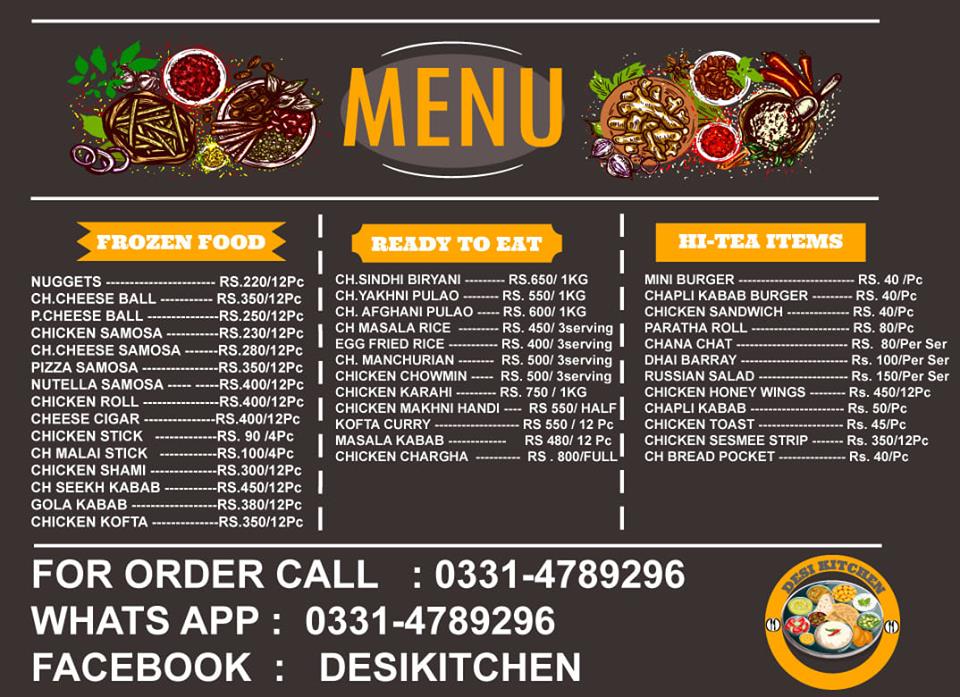 MENU
FROZEN FOOD
NUGGETS ----------------------- RS.220/12Pc
CH.CHEESE BALL ----------- RS.350/12Pc
P.CHEESE BALL ---------------RS.250/12Pc
CHICKEN SAMOSA -----------RS.230/12Pc
CH.CHEESE SAMOSA -------RS.280/12Pc
PIZZA SAMOSA ----------------RS.350/12Pc
NUTELLA SAMOSA ----- -----RS.400/12Pc
CHICKEN ROLL ----------------RS.400/12Pc
CHEESE CIGAR ---------------RS.400/12Pc
CHICKEN STICK -------------RS. 90 /4Pc
CH MALAI STICK ------------RS.100/4Pc
CHICKEN SHAMI --------------RS.300/12Pc
CH SEEKH KABAB ------------RS.450/12Pc
GOLA KABAB ------------------RS.380/12Pc
CHICKEN KOFTA --------------RS.350/12Pc
READY TO EAT
CH.SINDHI BIRYANI --------- RS.650/ 1KG
CH.YAKHNI PULAO -------- RS. 550/ 1KG
CH. AFGHANI PULAO ----- RS. 600/ 1KG
CH MASALA RICE --------- RS. 450/ 3serving
EGG FRIED RICE ----------- RS. 400/ 3serving
CH. MANCHURIAN -------- RS. 500/ 3serving
CHICKEN CHOWMIN ----- RS. 500/ 3serving
CHICKEN KARAHI --------- RS. 750 / 1KG
CHICKEN MAKHNI HANDI ---- RS 550/ HALF
KOFTA CURRY ------------------ RS 550 / 12 Pc
MASALA KABAB ------------- RS 480/ 12 Pc
CHICKEN CHARGHA ---------- RS . 800/FULL
HI-TEA ITEMS
MINI BURGER -------------------------- RS. 40 /Pc
CHAPLI KABAB BURGER --------- RS. 40/Pc
CHICKEN SANDWICH -------------- RS. 40/Pc
PARATHA ROLL ---------------------- RS. 80/Pc
CHANA CHAT ------------------------- RS. 80/Per Ser
DHAI BARRAY ------------------------ Rs. 100/Per Ser
RUSSIAN SALAD -------------------- Rs. 150/Per Ser
CHICKEN HONEY WINGS -------- Rs. 450/12Pc
CHAPLI KABAB --------------------- Rs. 50/Pc
CHICKEN TOAST ------------------- Rs. 45/Pc
CHICKEN SESMEE STRIP ------- Rs. 350/12Pc
CH BREAD POCKET --------------- Rs. 40/Pc
FOR ORDER CALL : 0331-4789296
WHATS APP : 0331-4789296
FACEBOOK : DESIKITCHEN
DESI KITCHEN